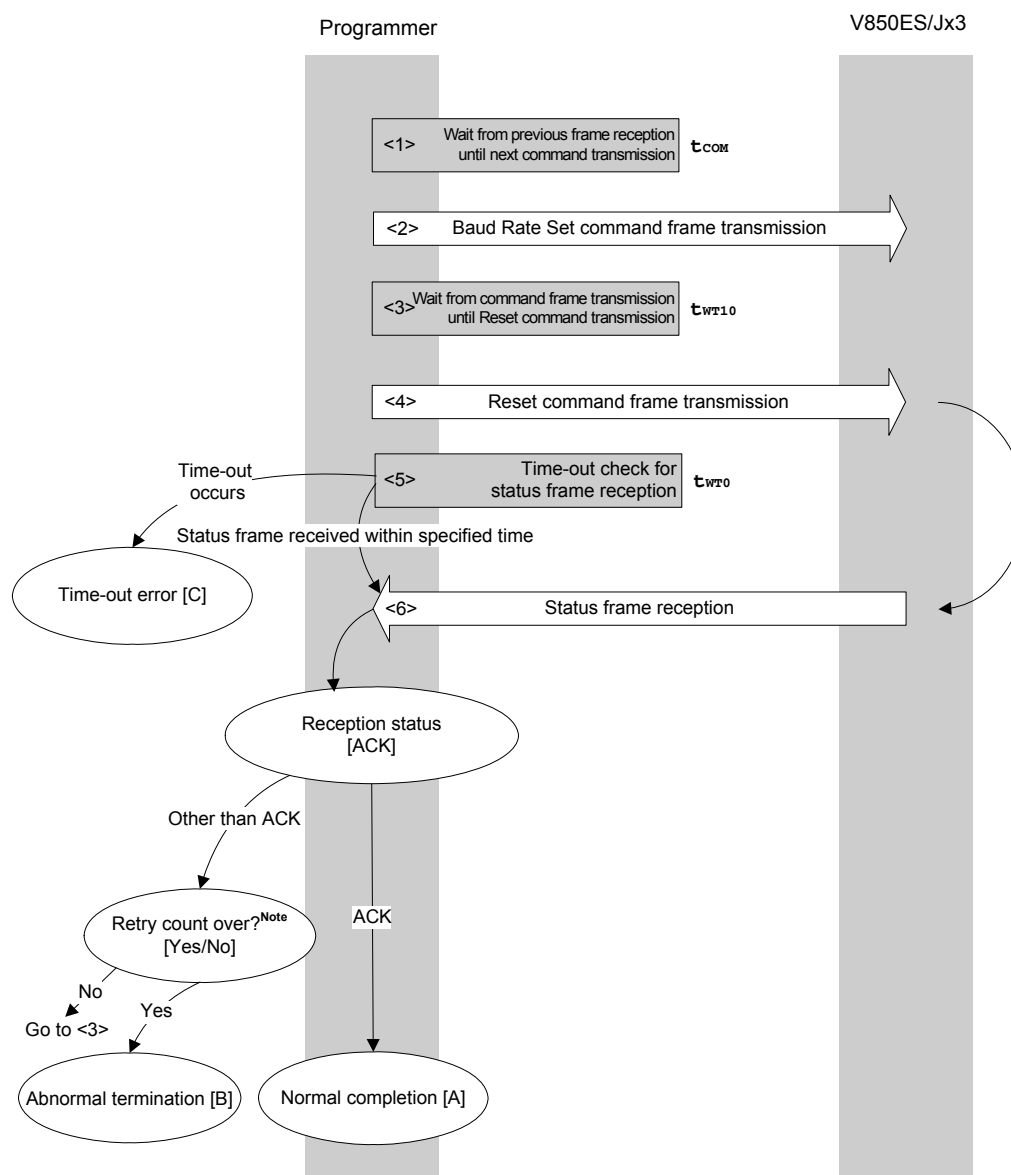 Programmer
V850ES/Jx3
<1>
Wait from previous frame reception
until next command transmission
tCOM
<2>
Baud Rate Set command frame transmission
<3>
Wait from command frame transmission
until Reset command transmission
tWT10
<4>
Reset command frame transmission
<5>
Time-out check for
status frame reception
tWT0
Time-out
occurs
Status frame received within specified time
Time-out error [C]
<6>
Status frame reception
Reception status
[ACK]
Other than ACK
Retry count over?Note
[Yes/No]
ACK
No
Yes
Go to <3>
Abnormal termination [B]
Normal completion [A]